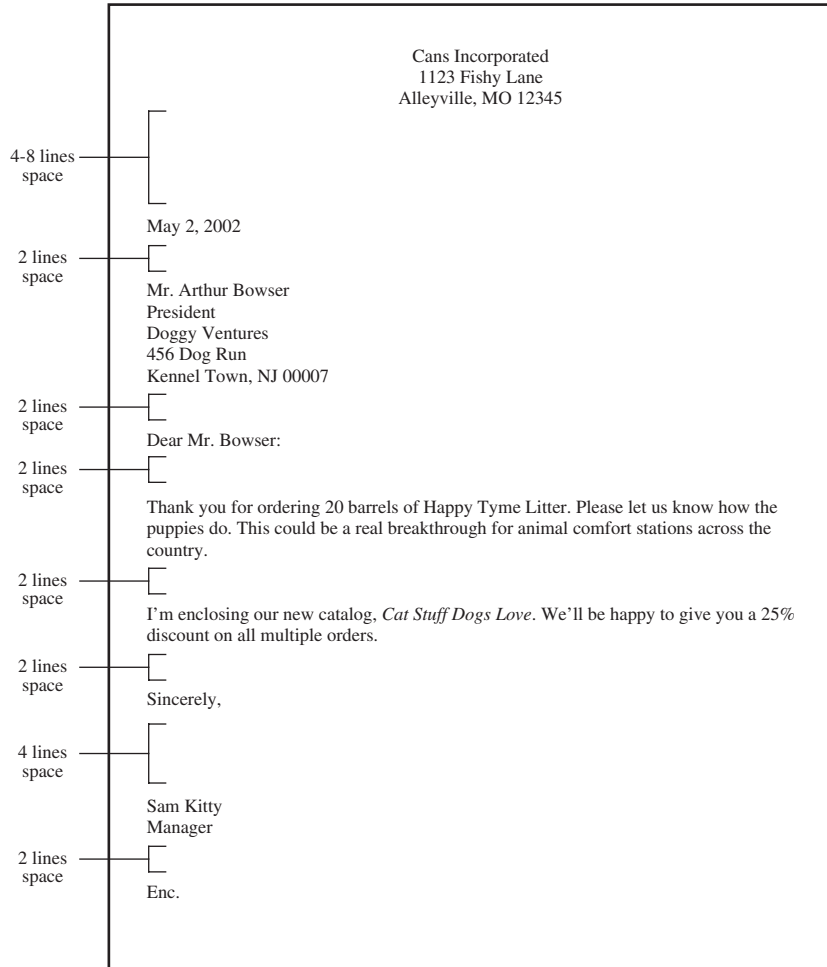 Cans Incorporated
1123 Fishy Lane
Alleyville, MO 12345
4-8 lines
space
May 2, 2002
2 lines
space
Mr. Arthur Bowser
President
Doggy Ventures
456 Dog Run
Kennel Town, NJ 00007
2 lines
space
Dear Mr. Bowser:
2 lines
space
Thank you for ordering 20 barrels of Happy Tyme Litter. Please let us know how the
puppies do. This could be a real breakthrough for animal comfort stations across the
country.
2 lines
space
I’m enclosing our new catalog, Cat Stuff Dogs Love. We’ll be happy to give you a 25%
discount on all multiple orders.
2 lines
space
Sincerely,
4 lines
space
Sam Kitty
Manager
2 lines
space
Enc.